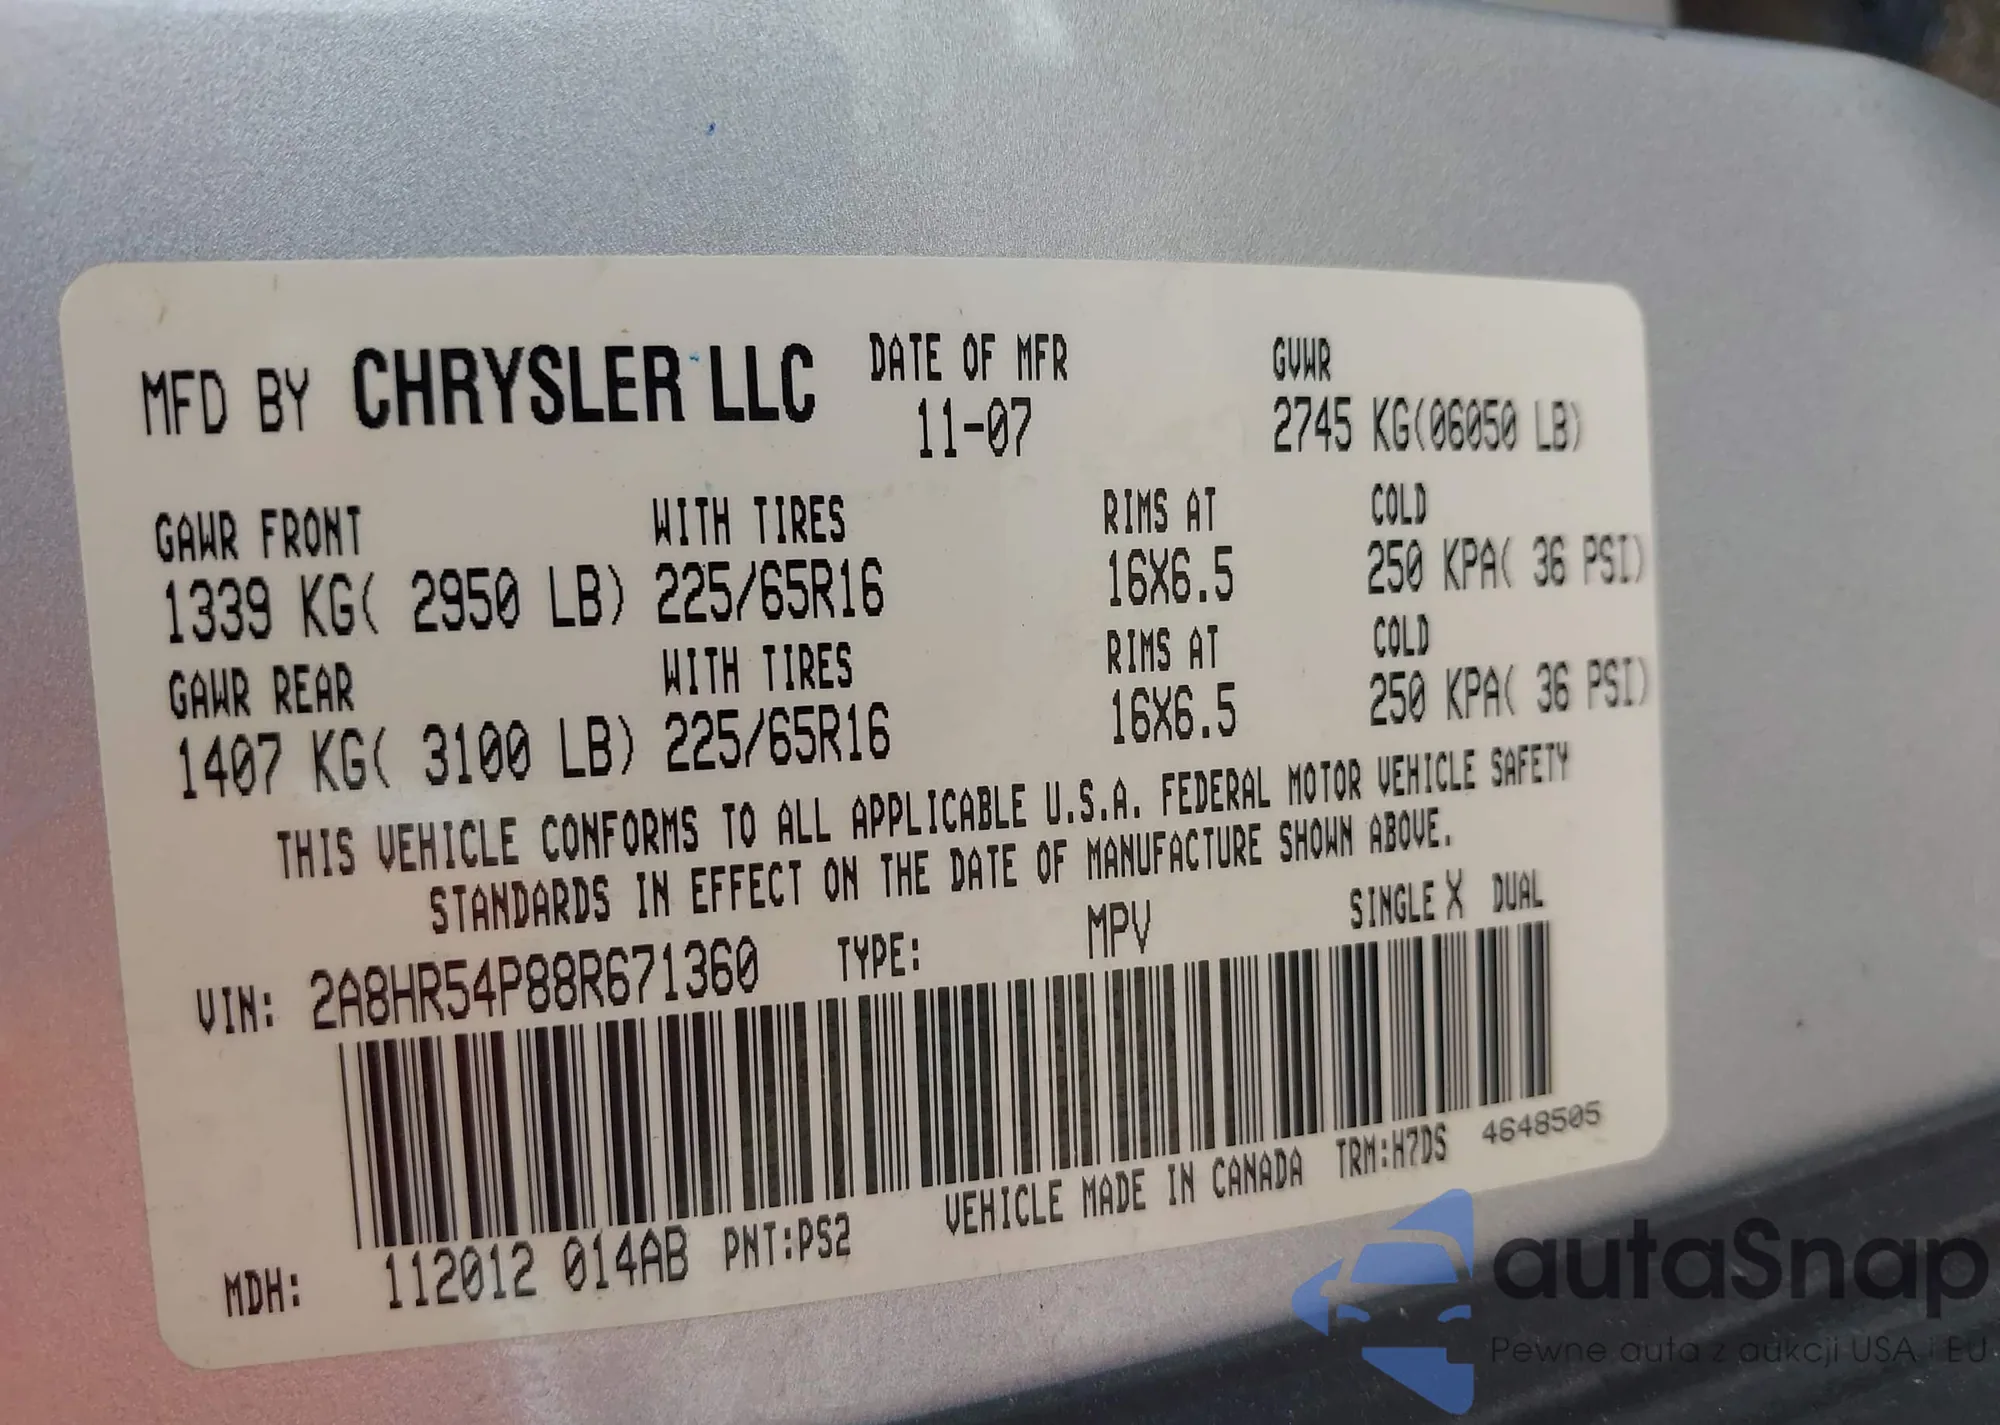 MFD BY CHRYSLER LLC DATE OF MFR GVWR
11-07 2745 KG(06050 LB)
GAWR FRONT WITH TIRES RIMS AT COLD
1339 KG( 2950 LB) 225/65R16 16X6.5 250 KPA( 36 PSI)
GAWR REAR WITH TIRES RIMS AT COLD
1407 KG( 3100 LB) 225/65R16 16X6.5 250 KPA( 36 PSI)
THIS VEHICLE CONFORMS TO ALL APPLICABLE U.S.A. FEDERAL MOTOR VEHICLE SAFETY
STANDARDS IN EFFECT ON THE DATE OF MANUFACTURE SHOWN ABOVE.
VIN: 2A8HR54P88R671360 TYPE: MPV SINGLE X DUAL
MDH: 112012 014AB PNT:PS2 VEHICLE MADE IN CANADA TRM:H7DS 4648505
autaSnap
Pewne auta z aukcji USA i EU